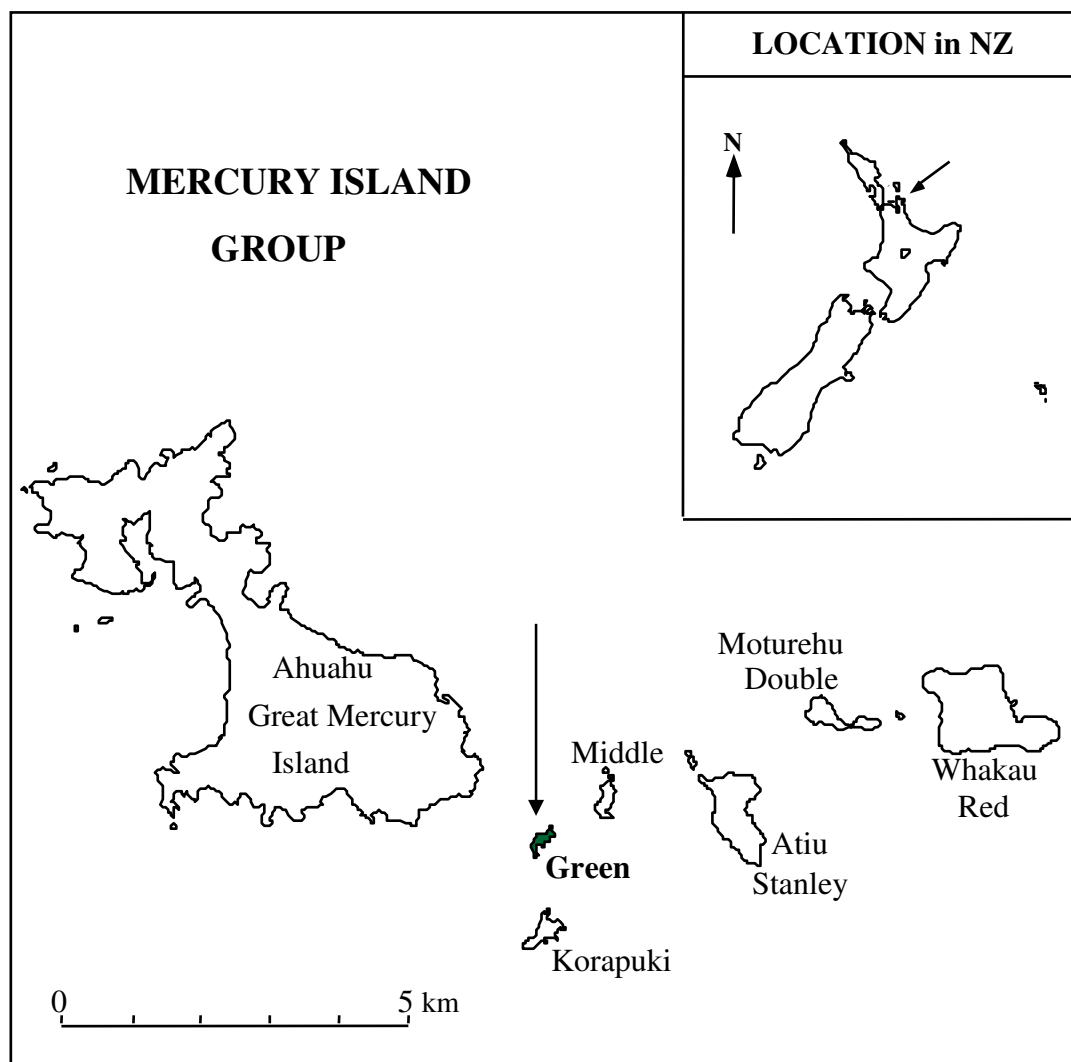 LOCATION in NZ
N
MERCURY ISLAND
GROUP
Ahuahu
Great Mercury
Island
Moturehu
Double
Middle
Whakau
Red
Green
Atiu
Stanley
Korapuki
0 5 km